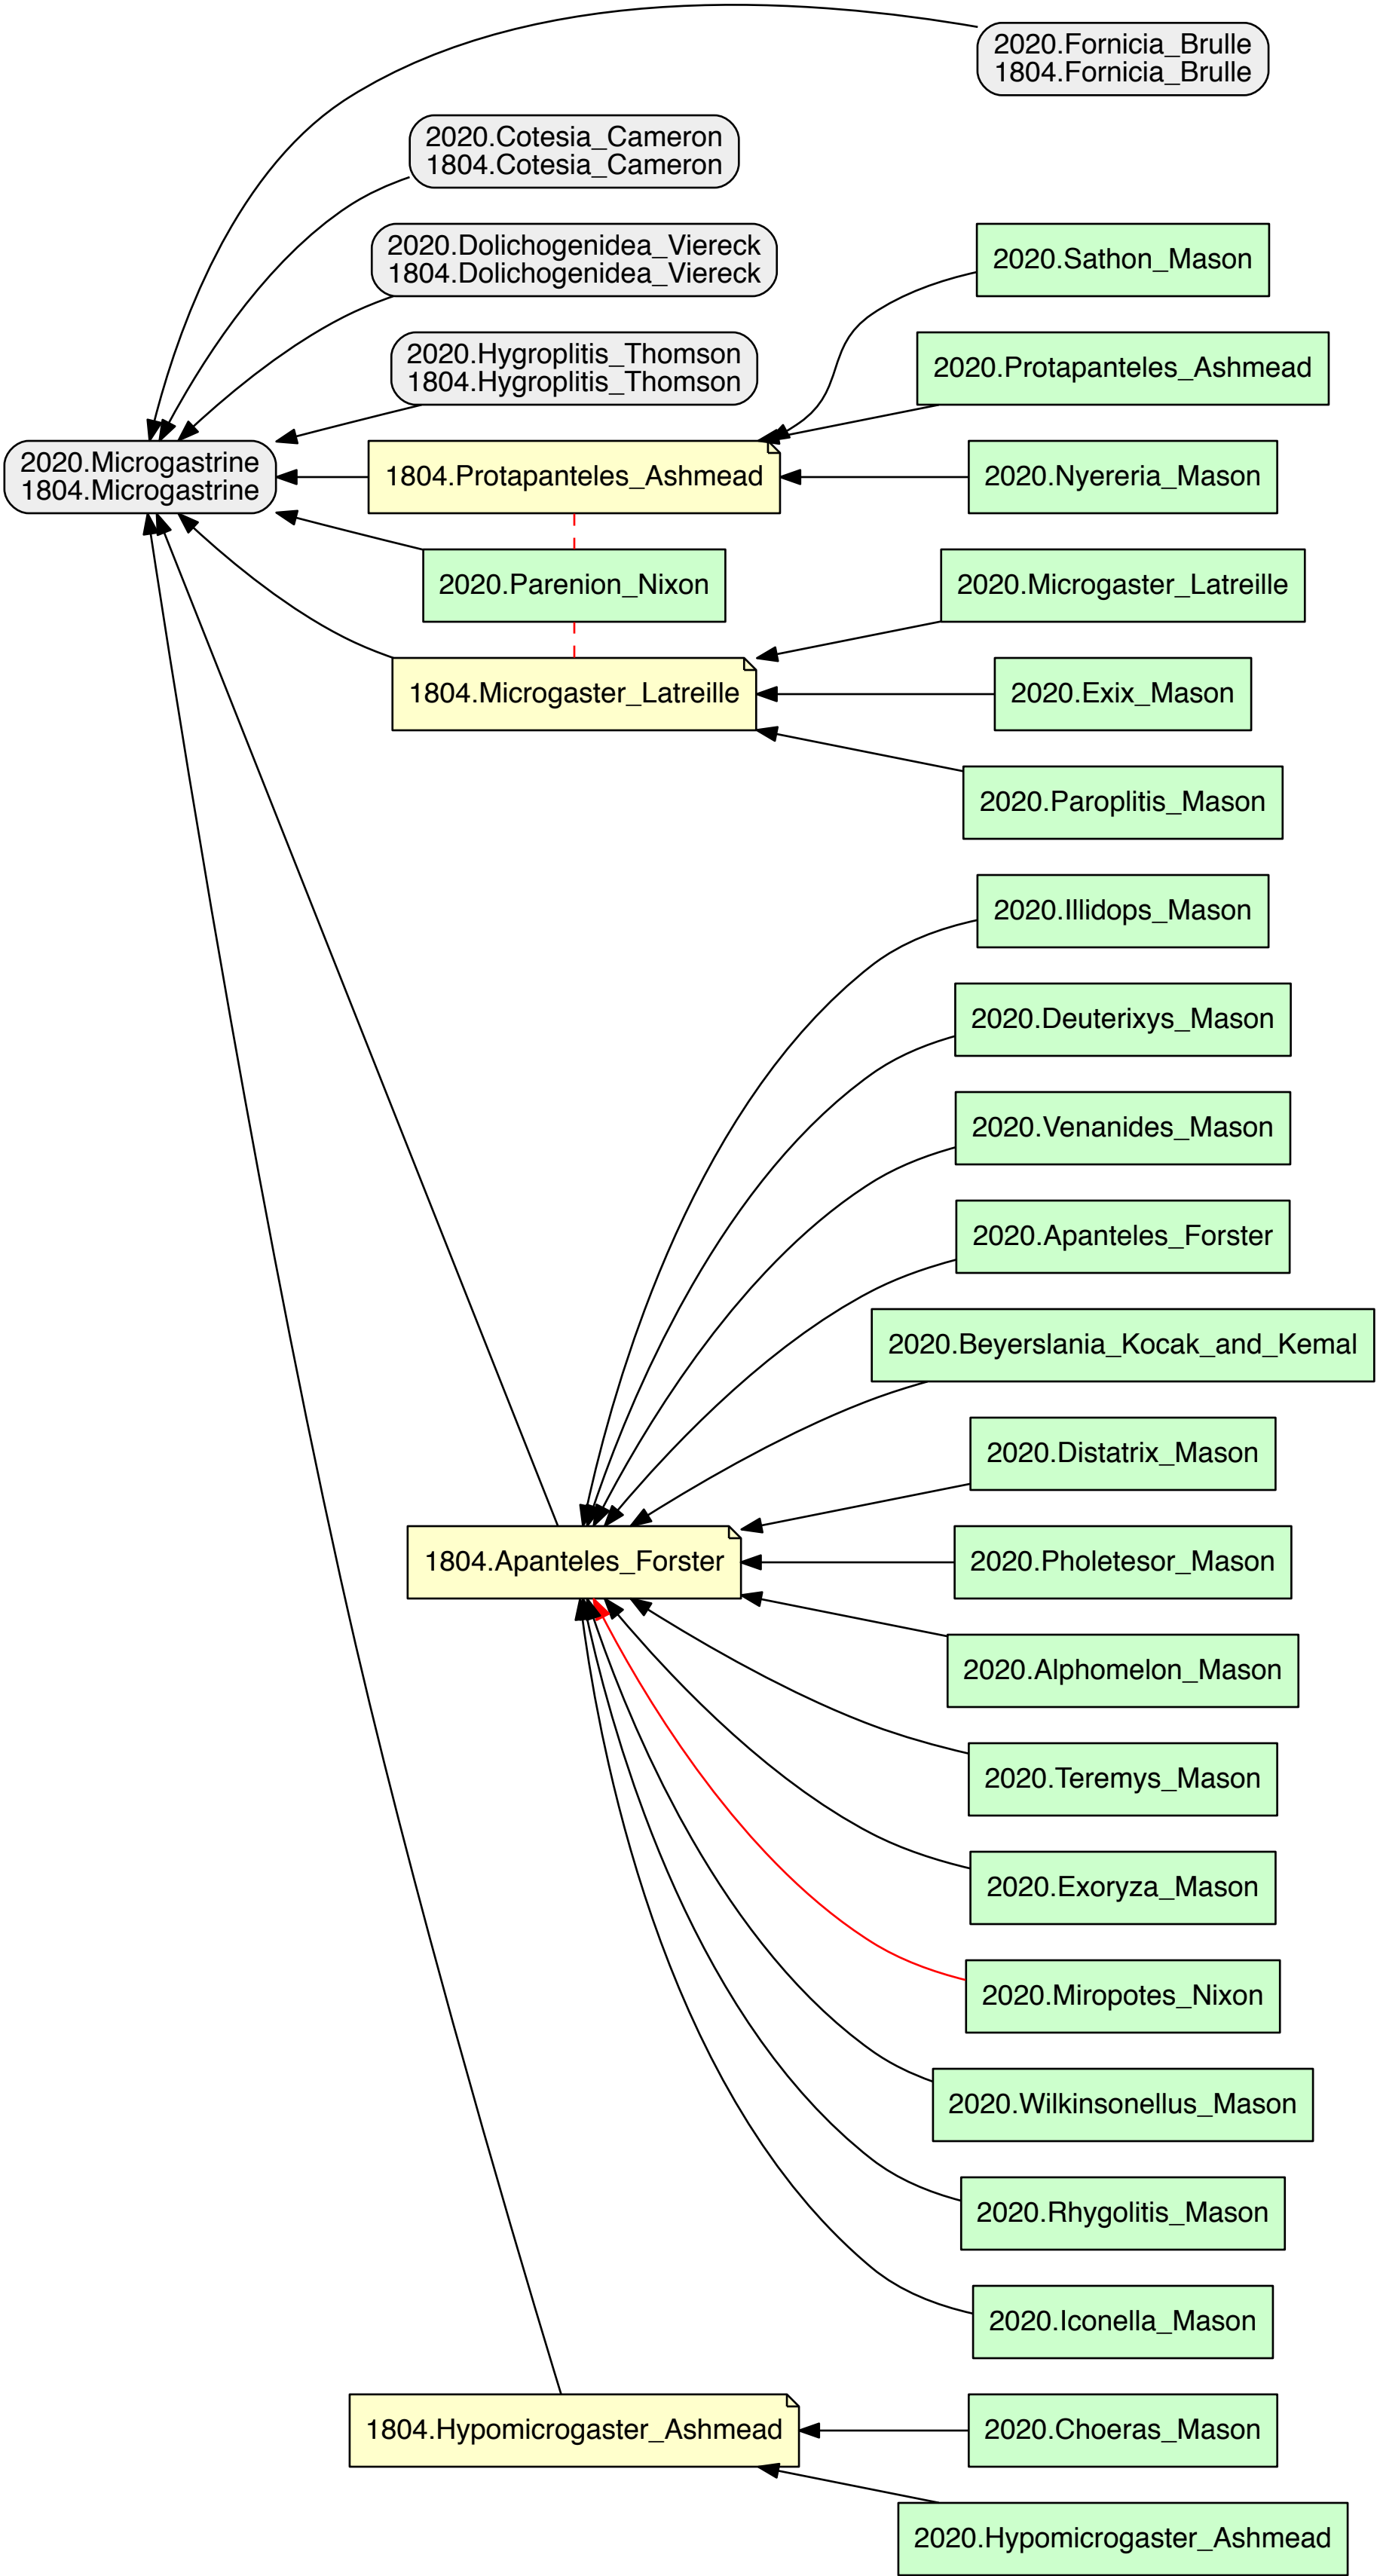 2020.Fornicia_Brulle
1804.Fornicia_Brulle
2020.Cotesia_Cameron
1804.Cotesia_Cameron
2020.Dolichogenidea_Viereck
1804.Dolichogenidea_Viereck
2020.Sathon_Mason
2020.Hygroplitis_Thomson
1804.Hygroplitis_Thomson
2020.Protapanteles_Ashmead
2020.Microgastrine
1804.Microgastrine
1804.Protapanteles_Ashmead
2020.Nyereria_Mason
2020.Parenion_Nixon
2020.Microgaster_Latreille
1804.Microgaster_Latreille
2020.Exix_Mason
2020.Paroplitis_Mason
2020.Illidops_Mason
2020.Deuterixys_Mason
2020.Venanides_Mason
2020.Apanteles_Forster
2020.Beyerslania_Kocak_and_Kemal
2020.Distatrix_Mason
1804.Apanteles_Forster
2020.Pholetesor_Mason
2020.Alphomelon_Mason
2020.Teremys_Mason
2020.Exoryza_Mason
2020.Miropotes_Nixon
2020.Wilkinsonellus_Mason
2020.Rhygolitis_Mason
2020.Iconella_Mason
1804.Hypomicrogaster_Ashmead
2020.Choeras_Mason
2020.Hypomicrogaster_Ashmead